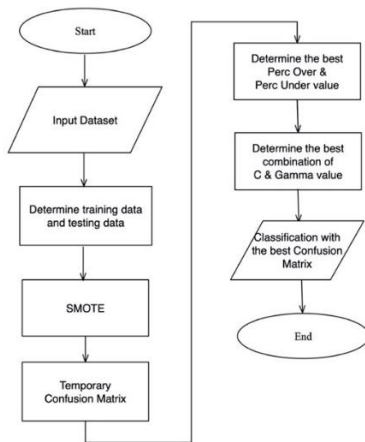 Start
Input Dataset
Determine training data
and testing data
SMOTE
Temporary
Confusion Matrix
Determine the best
Perc Over &
Perc Under value
Determine the best
combination of
C & Gamma value
Classification with
the best Confusion
Matrix
End